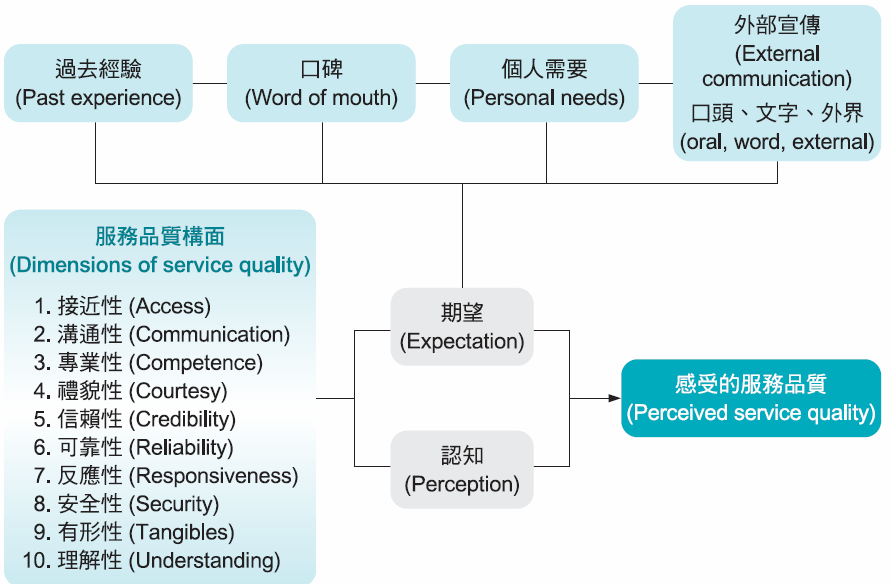 過去經驗
(Past experience)
口碑
(Word of mouth)
個人需要
(Personal needs)
外部宣傳
(External
communication)
口頭、文字、外界
(oral, word, external)
服務品質構面
(Dimensions of service quality)
1. 接近性 (Access)
2. 溝通性 (Communication)
3. 專業性 (Competence)
4. 禮貌性 (Courtesy)
5. 信賴性 (Credibility)
6. 可靠性 (Reliability)
7. 反應性 (Responsiveness)
8. 安全性 (Security)
9. 有形性 (Tangibles)
10. 理解性 (Understanding)
期望
(Expectation)
認知
(Perception)
感受的服務品質
(Perceived service quality)